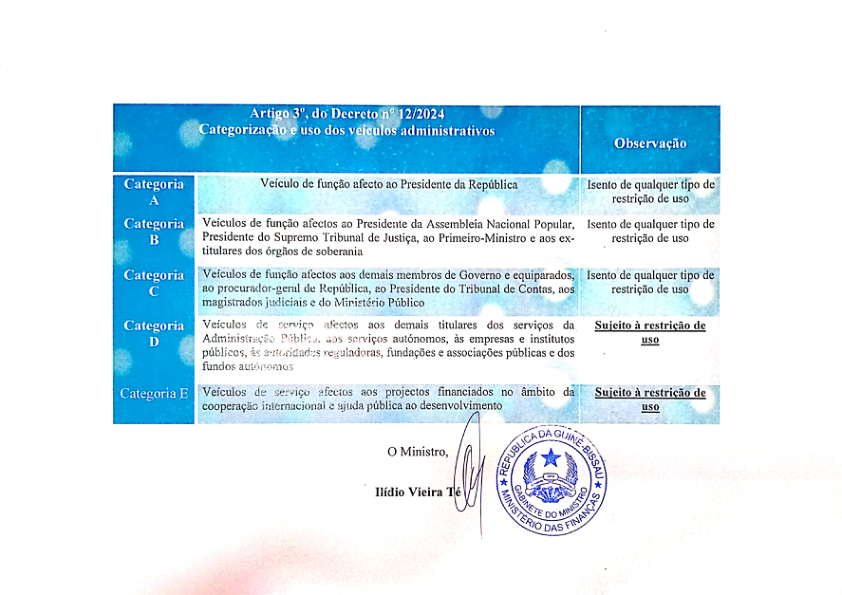 Artigo 3º, do Decreto nº 12/2024
Categorização e uso dos veículos administrativos
Observação
Categoria
A
Veículo de função afecto ao Presidente da República
Isento de qualquer tipo de
restrição de uso
Categoria
B
Veículos de função afectos ao Presidente da Assembleia Nacional Popular,
Presidente do Supremo Tribunal de Justiça, ao Primeiro-Ministro e aos ex-
titulares dos órgãos de soberania
Isento de qualquer tipo de
restrição de uso
Categoria
C
Veículos de função afectos aos demais membros de Governo e equiparados,
ao procurador-geral de República, ao Presidente do Tribunal de Contas, aos
magistrados judiciais e do Ministério Público
Isento de qualquer tipo de
restrição de uso
Categoria
D
Veículos de serviço afectos aos demais titulares dos serviços da
Administração Pública, aos serviços autónomos, às empresas e institutos
públicos, às autoridades reguladoras, fundações e associações públicas e dos
fundos autónomos
Sujeito à restrição de
uso
Categoria E
Veículos de serviço afectos aos projectos financiados no âmbito da
cooperação internacional e ajuda pública ao desenvolvimento
Sujeito à restrição de
uso
O Ministro,
Ilídio Vieira Té
REPÚBLICA DA GUINÉ-BISSAU
GABINETE DO MINISTRO
MINISTÉRIO DAS FINANÇAS